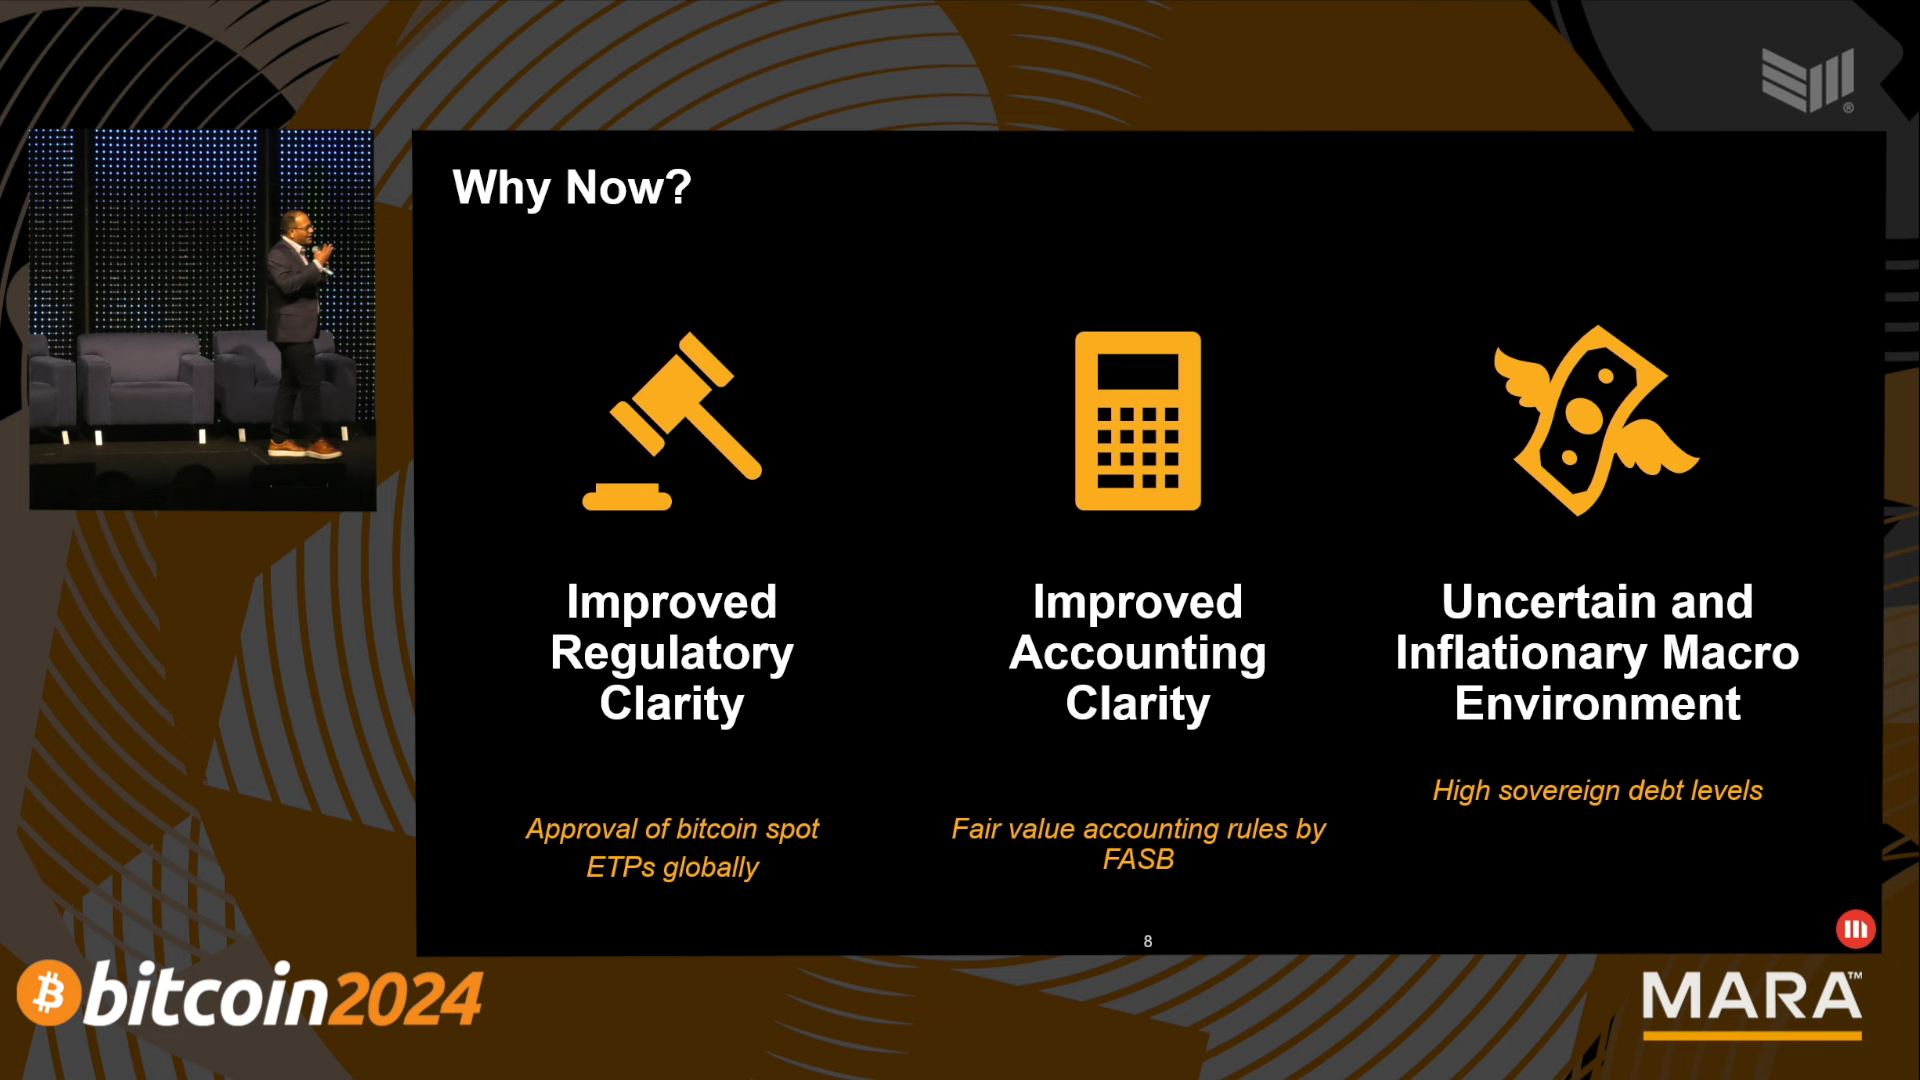 Why Now?
Improved
Regulatory
Clarity
Approval of bitcoin spot
ETPs globally
Improved
Accounting
Clarity
Fair value accounting rules by
FASB
Uncertain and
Inflationary Macro
Environment
High sovereign debt levels
8
bitcoin2024
MARA™